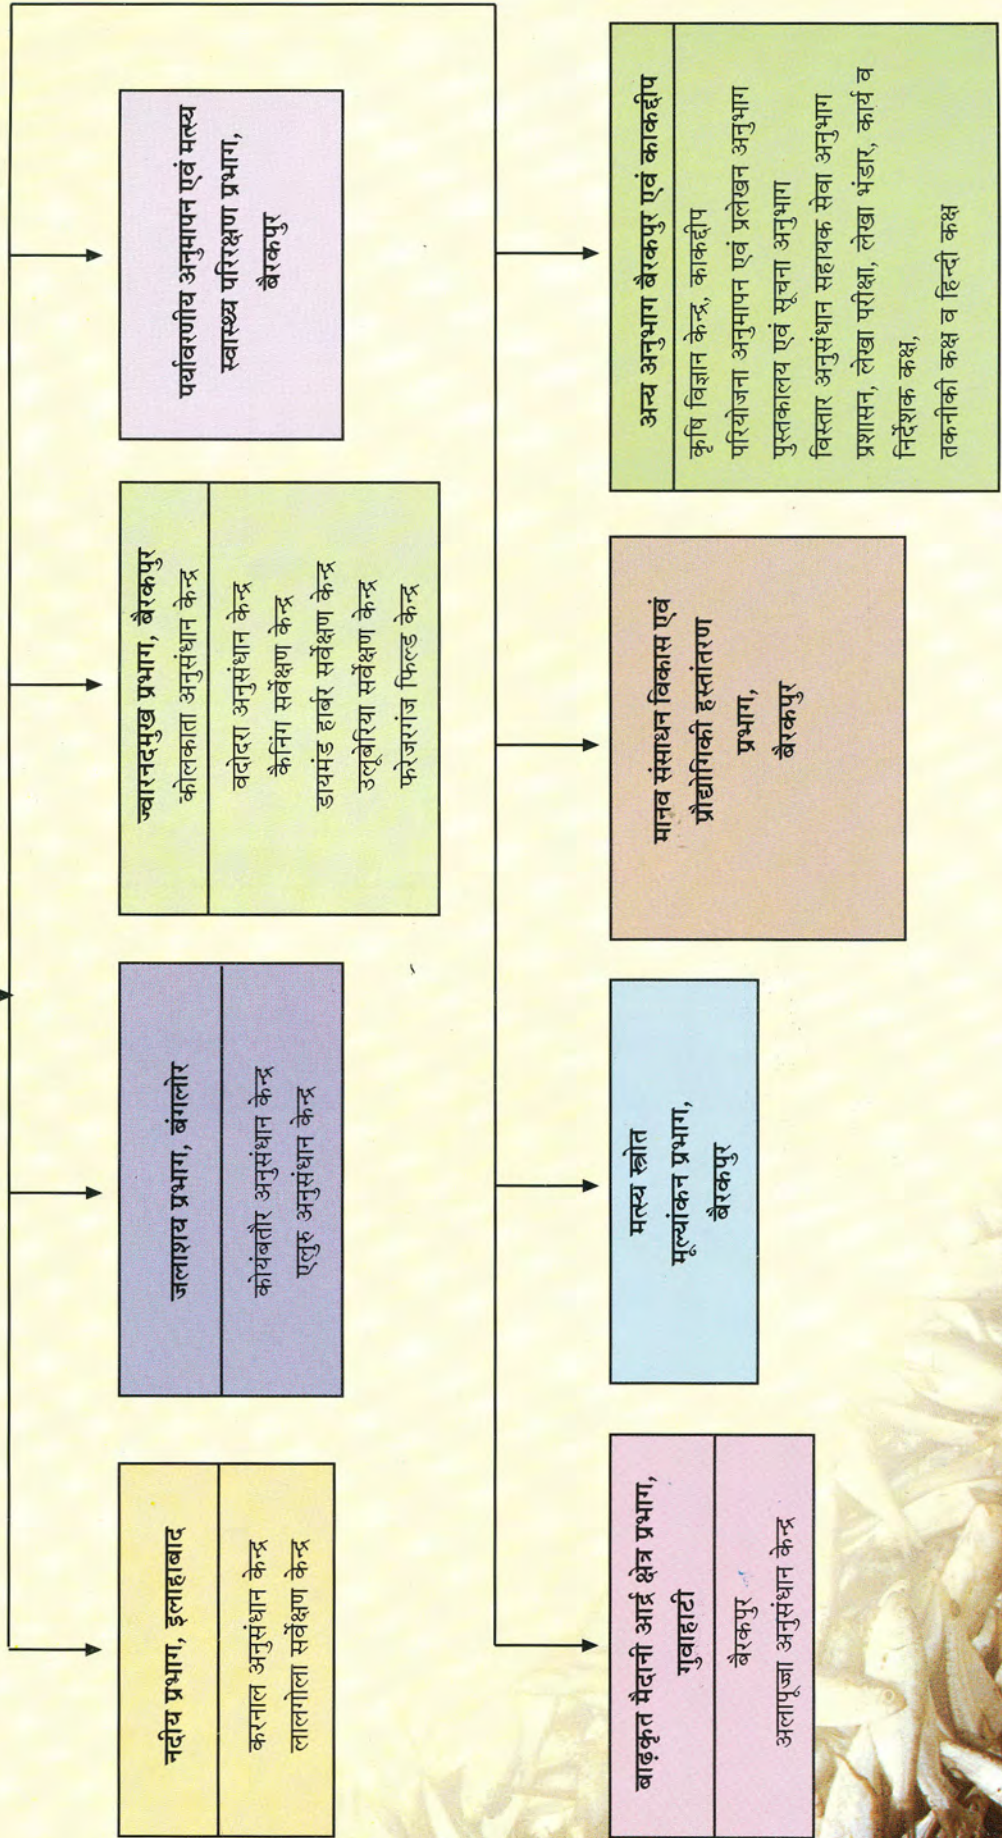 नदीय प्रभाग, इलाहाबाद
करनाल अनुसंधान केन्द्र
लालगोला सर्वेक्षण केन्द्र
जलाशय प्रभाग, बंगलोर
कोयंबतौर अनुसंधान केन्द्र
एलुरु अनुसंधान केन्द्र
ज्वारनदमुख प्रभाग, बैरकपुर
कोलकाता अनुसंधान केन्द्र
वदोदरा अनुसंधान केन्द्र
कैनिंग सर्वेक्षण केन्द्र
डायमंड हार्बर सर्वेक्षण केन्द्र
उलूबेरिया सर्वेक्षण केन्द्र
फरेजरगंज फिल्ड केन्द्र
पर्यावरणीय अनुमापन एवं मत्स्य
स्वास्थ्य परिरक्षण प्रभाग,
बैरकपुर
बाढ़कृत मैदानी आर्द्र क्षेत्र प्रभाग,
गुवाहाटी
बैरकपुर
अलापूज्जा अनुसंधान केन्द्र
मत्स्य स्त्रोत
मूल्यांकन प्रभाग,
बैरकपुर
मानव संसाधन विकास एवं
प्रौद्योगिकी हस्तांतरण
प्रभाग,
बैरकपुर
अन्य अनुभाग बैरकपुर एवं काकद्वीप
कृषि विज्ञान केन्द्र, काकद्वीप
परियोजना अनुमापन एवं प्रलेखन अनुभाग
पुस्तकालय एवं सूचना अनुभाग
विस्तार अनुसंधान सहायक सेवा अनुभाग
प्रशासन, लेखा परीक्षा, लेखा भंडार, कार्य व
निर्देशक कक्ष,
तकनीकी कक्ष व हिन्दी कक्ष